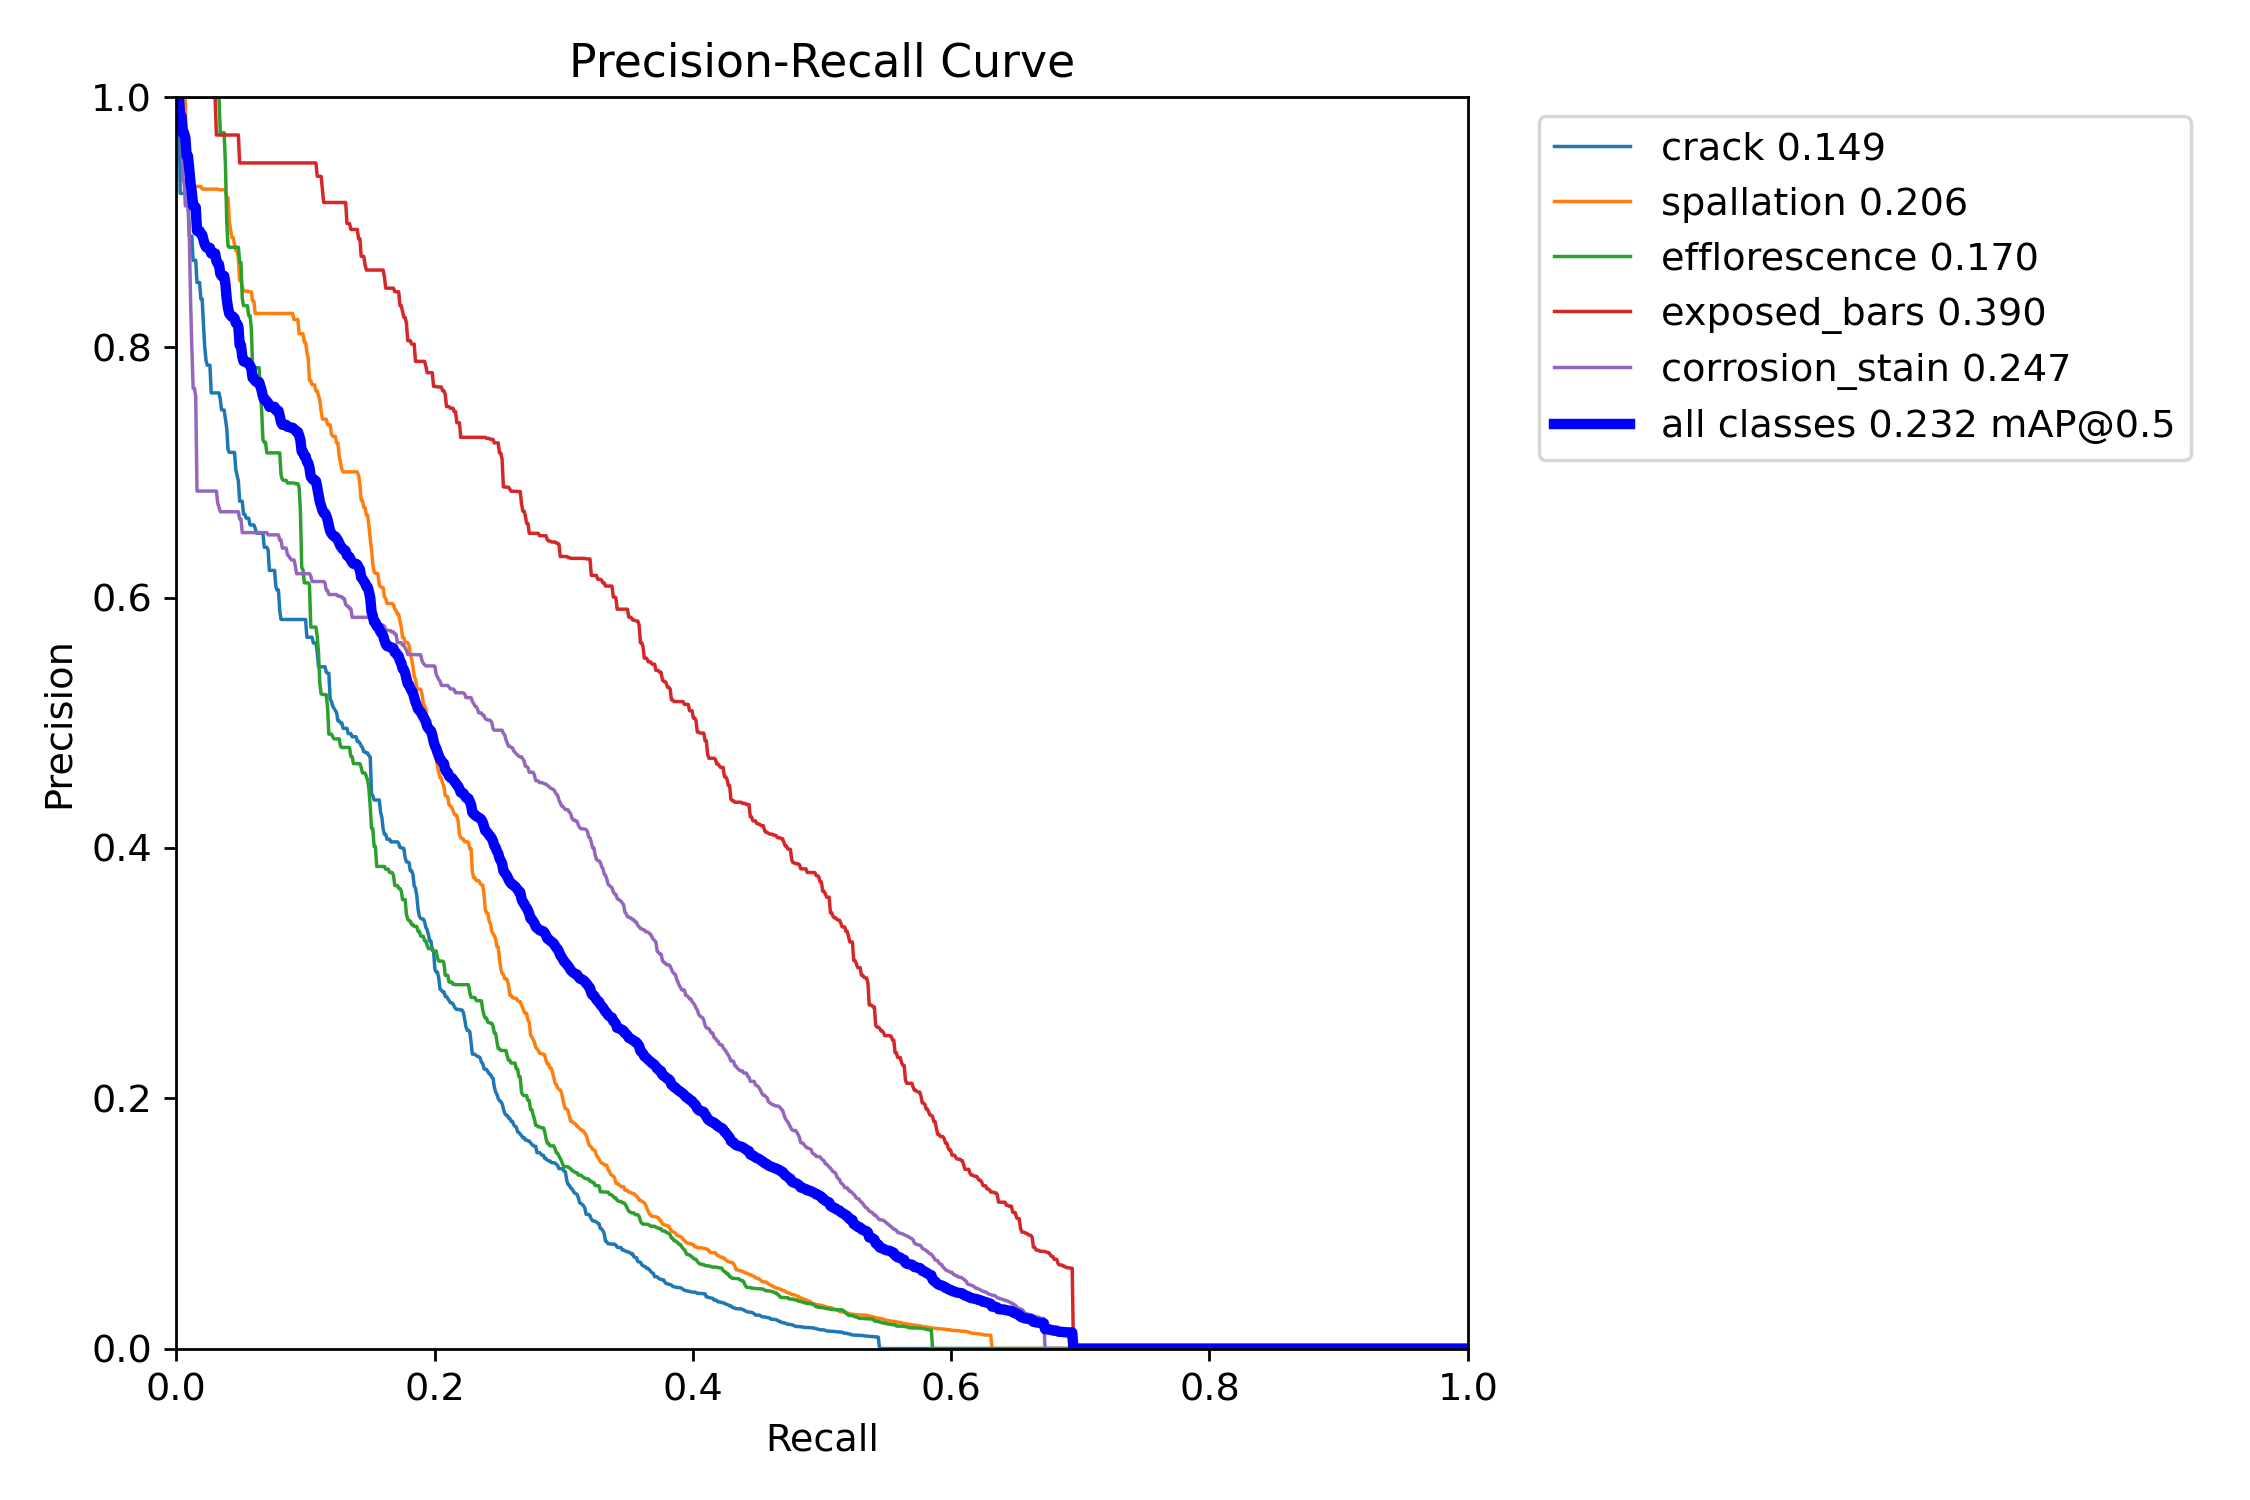 Precision-Recall Curve
1.0
0.8
0.6
0.4
0.2
0.0
Precision
0.0 0.2 0.4 0.6 0.8 1.0
Recall
crack 0.149
spallation 0.206
efflorescence 0.170
exposed_bars 0.390
corrosion_stain 0.247
all classes 0.232 mAP@0.5